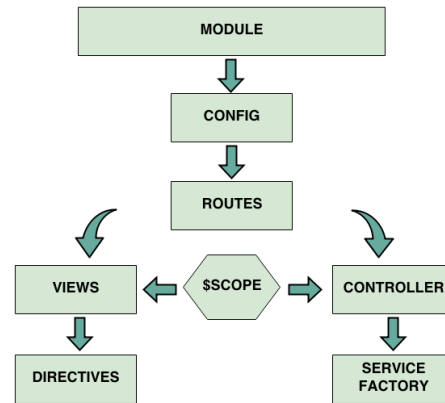 MODULE
CONFIG
ROUTES
VIEWS
$SCOPE
CONTROLLER
DIRECTIVES
SERVICE
FACTORY